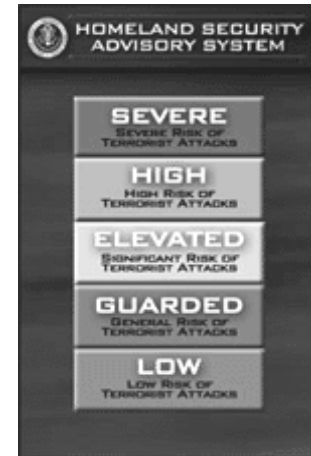 HOMELAND SECURITY
ADVISORY SYSTEM
SEVERE
SEVERE RISK OF
TERRORIST ATTACKS
HIGH
HIGH RISK OF
TERRORIST ATTACKS
ELEVATED
SIGNIFICANT RISK OF
TERRORIST ATTACKS
GUARDED
GENERAL RISK OF
TERRORIST ATTACKS
LOW
LOW RISK OF
TERRORIST ATTACKS